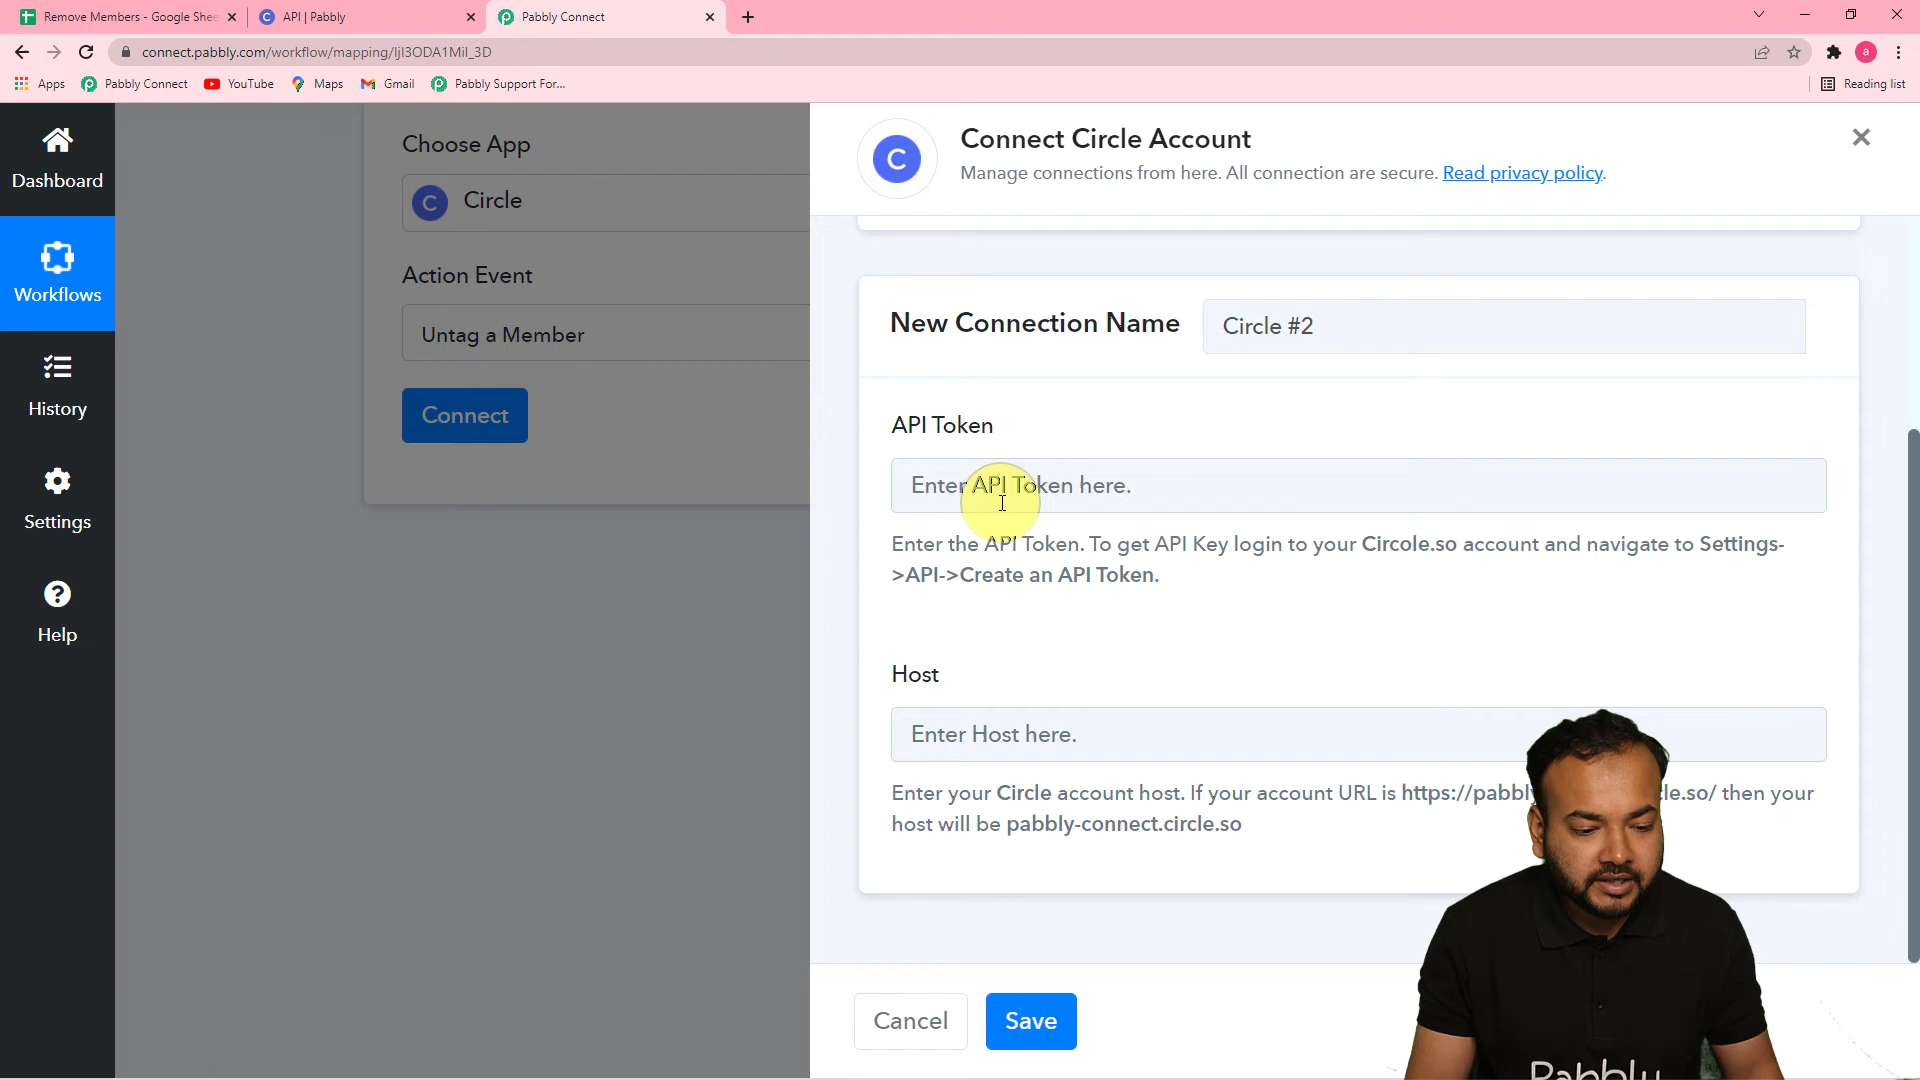 Remove Members - Google Shee
API | Pabbly
Pabbly Connect
connect.pabbly.com/workflow/mapping/IjI3ODA1MiI_3D
a
Apps
Pabbly Connect
YouTube
Maps
Gmail
Pabbly Support For...
Reading list
Dashboard
Workflows
History
Settings
Help
Choose App
C Circle
Action Event
Untag a Member
Connect
C
Connect Circle Account
Manage connections from here. All connection are secure. Read privacy policy.
New Connection Name
Circle #2
API Token
Enter API Token here.
Enter the API Token. To get API Key login to your Circole.so account and navigate to Settings-
>API->Create an API Token.
Host
Enter Host here.
Enter your Circle account host. If your account URL is https://pabbly cle.so/ then your
host will be pabbly-connect.circle.so
Cancel
Save
Pabbly